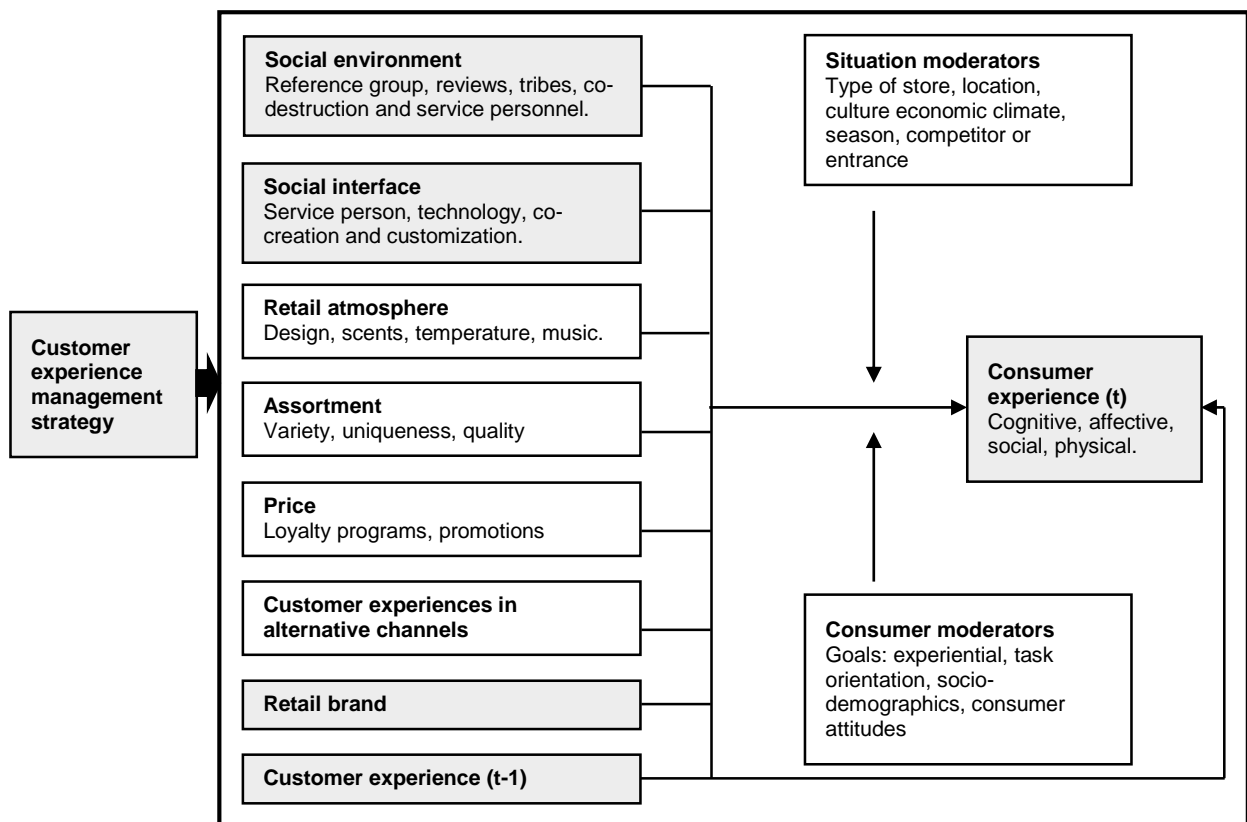 Customer
experience
management
strategy
Social environment
Reference group, reviews, tribes, co-
destruction and service personnel.
Social interface
Service person, technology, co-
creation and customization.
Retail atmosphere
Design, scents, temperature, music.
Assortment
Variety, uniqueness, quality
Price
Loyalty programs, promotions
Customer experiences in
alternative channels
Retail brand
Customer experience (t-1)
Situation moderators
Type of store, location,
culture economic climate,
season, competitor or
entrance
Consumer
experience (t)
Cognitive, affective,
social, physical.
Consumer moderators
Goals: experiential, task
orientation, socio-
demographics, consumer
attitudes